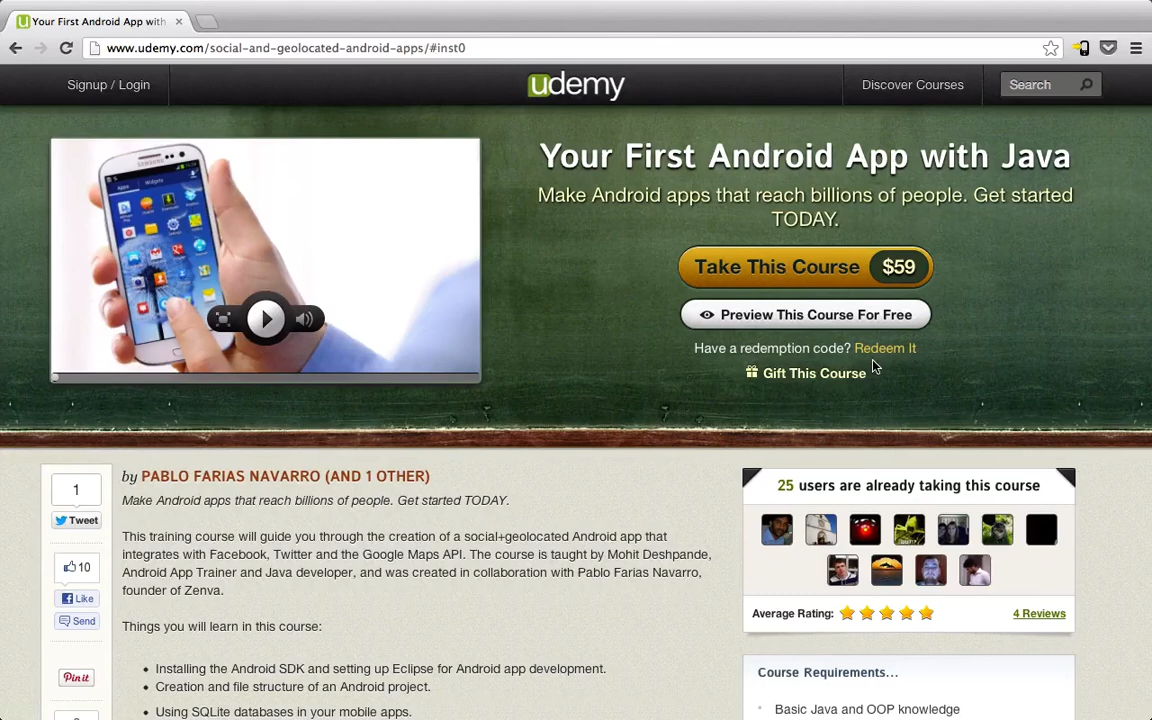 Your First Android App with
www.udemy.com/social-and-geolocated-android-apps/#inst0
Signup / Login
udemy
Discover Courses
Search
Your First Android App with Java
Make Android apps that reach billions of people. Get started
TODAY.
Take This Course $59
Preview This Course For Free
Have a redemption code? Redeem It
Gift This Course
Apps Widgets
by PABLO FARIAS NAVARRO (AND 1 OTHER)
Make Android apps that reach billions of people. Get started TODAY.
This training course will guide you through the creation of a social+geolocated Android app that
integrates with Facebook, Twitter and the Google Maps API. The course is taught by Mohit Deshpande,
Android App Trainer and Java developer, and was created in collaboration with Pablo Farias Navarro,
founder of Zenva.
Things you will learn in this course:
• Installing the Android SDK and setting up Eclipse for Android app development.
• Creation and file structure of an Android project.
• Using SQLite databases in your mobile apps.
1
Tweet
10
Like
Send
Pinit
25 users are already taking this course
Average Rating:
4 Reviews
Course Requirements...
Basic Java and OOP knowledge